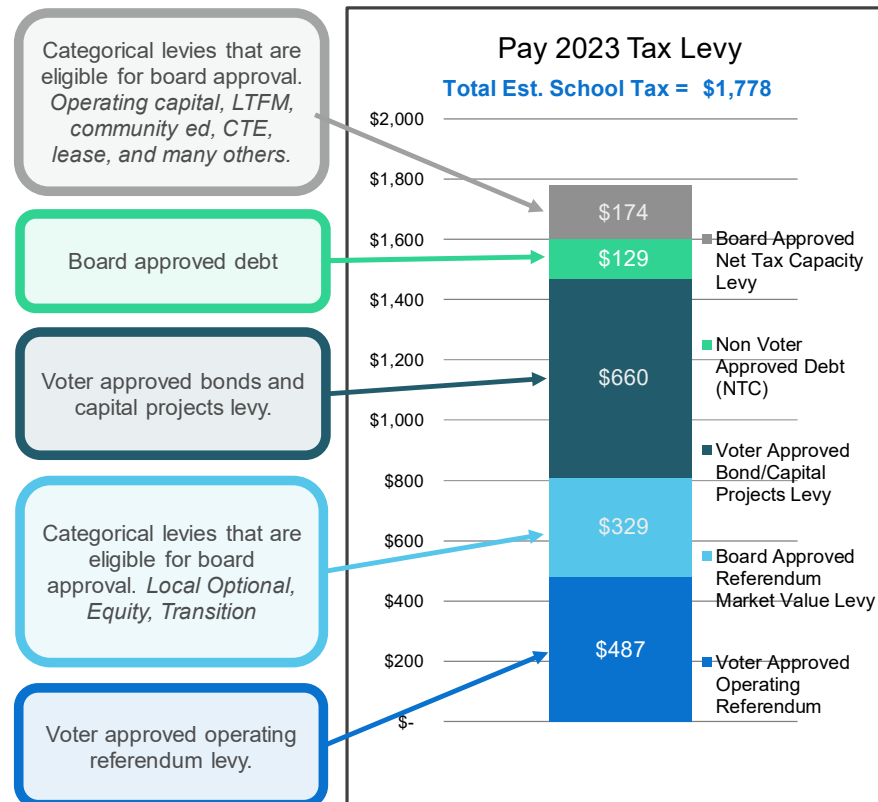 Categorical levies that are
eligible for board approval.
Operating capital, LTFM,
community ed, CTE,
lease, and many others.
Board approved debt
Voter approved bonds and
capital projects levy.
Categorical levies that are
eligible for board
approval. Local Optional,
Equity, Transition
Voter approved operating
referendum levy.
Pay 2023 Tax Levy
Total Est. School Tax = $1,778
$2,000
$1,800
$1,600
$1,400
$1,200
$1,000
$800
$600
$400
$200
$-
$174
$129
$660
$329
$487
Board Approved
Net Tax Capacity
Levy
Non Voter
Approved Debt
(NTC)
Voter Approved
Bond/Capital
Projects Levy
Board Approved
Referendum
Market Value Levy
Voter Approved
Operating
Referendum